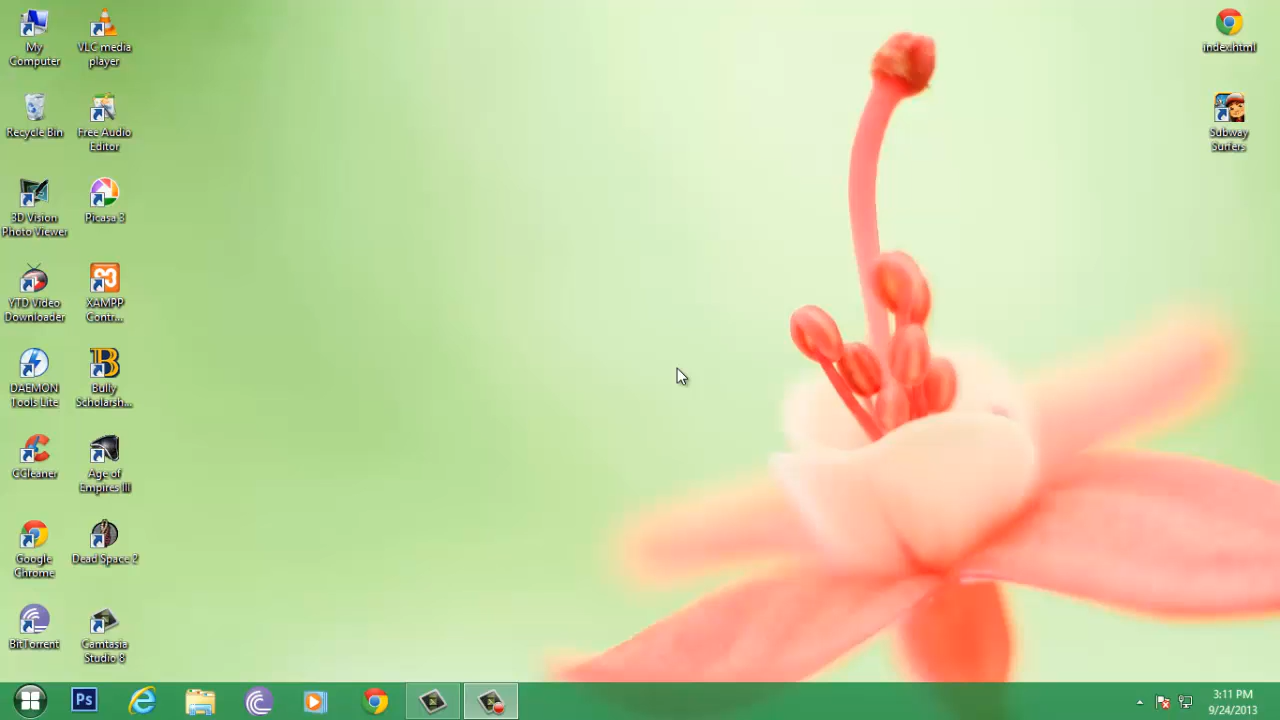 My
Computer
VLC media
player
index.html
Recycle Bin
Free Audio
Editor
Subway
Surfers
3D Vision
Photo Viewer
Picasa 3
YTD Video
Downloader
XAMPP
Contr...
DAEMON
Tools Lite
Bully
Scholarsh...
CCleaner
Age of
Empires III
Google
Chrome
Dead Space 2
BitTorrent
Camtasia
Studio 8
Ps
3:11 PM
9/24/2013